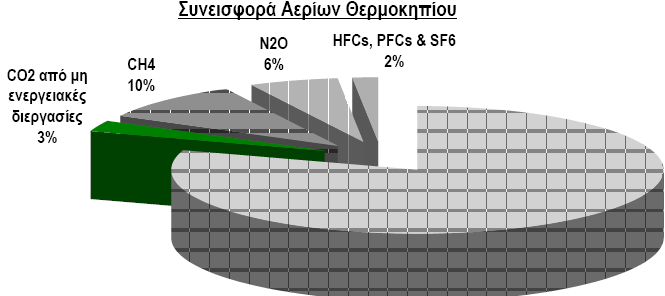 Συνεισφορά Αερίων Θερμοκηπίου
CO2 από μη
ενεργειακές
διεργασίες
3%
CH4
10%
N2O
6%
HFCs, PFCs & SF6
2%